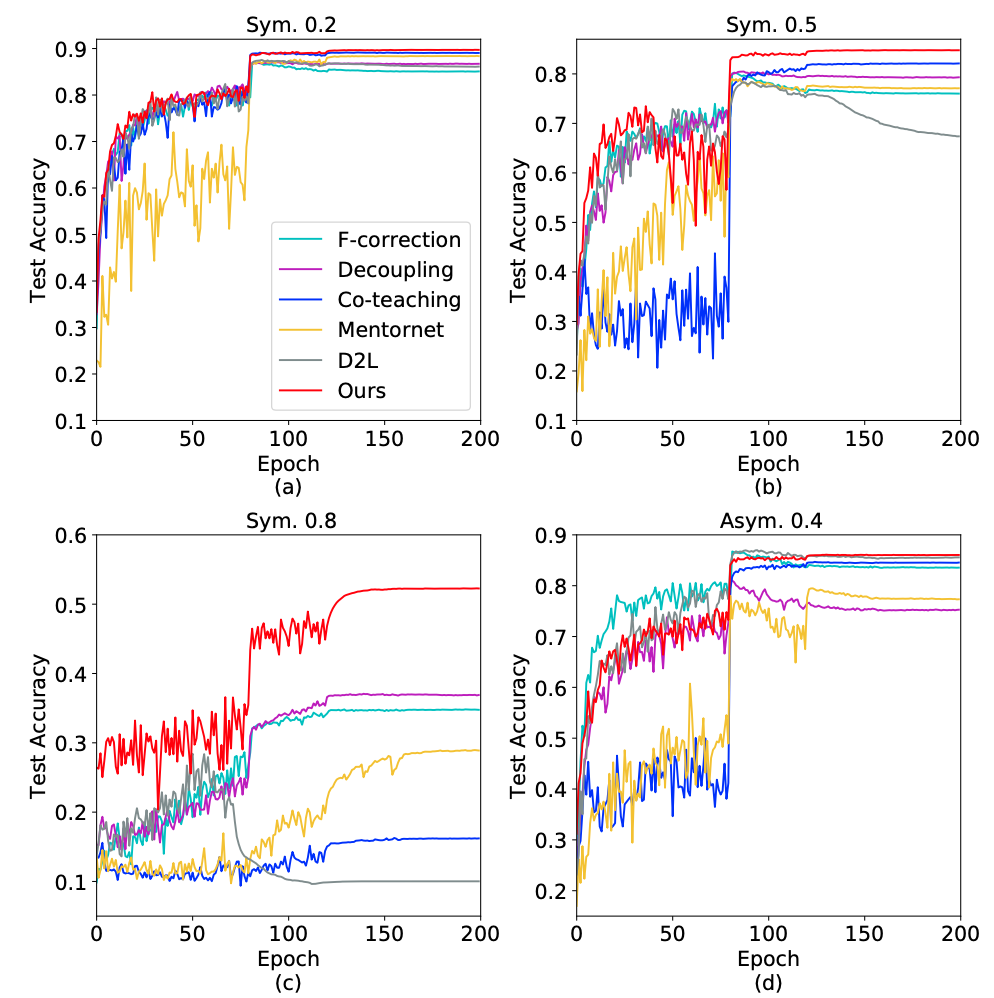 Sym. 0.2
Test Accuracy
0.9
0.8
0.7
0.6
0.5
0.4
0.3
0.2
0.1
F-correction
Decoupling
Co-teaching
Mentornet
D2L
Ours
0 50 100 150 200
Epoch
(a)
Sym. 0.5
Test Accuracy
0.8
0.7
0.6
0.5
0.4
0.3
0.2
0.1
0 50 100 150 200
Epoch
(b)
Sym. 0.8
Test Accuracy
0.6
0.5
0.4
0.3
0.2
0.1
0 50 100 150 200
Epoch
(c)
Asym. 0.4
Test Accuracy
0.9
0.8
0.7
0.6
0.5
0.4
0.3
0.2
0 50 100 150 200
Epoch
(d)